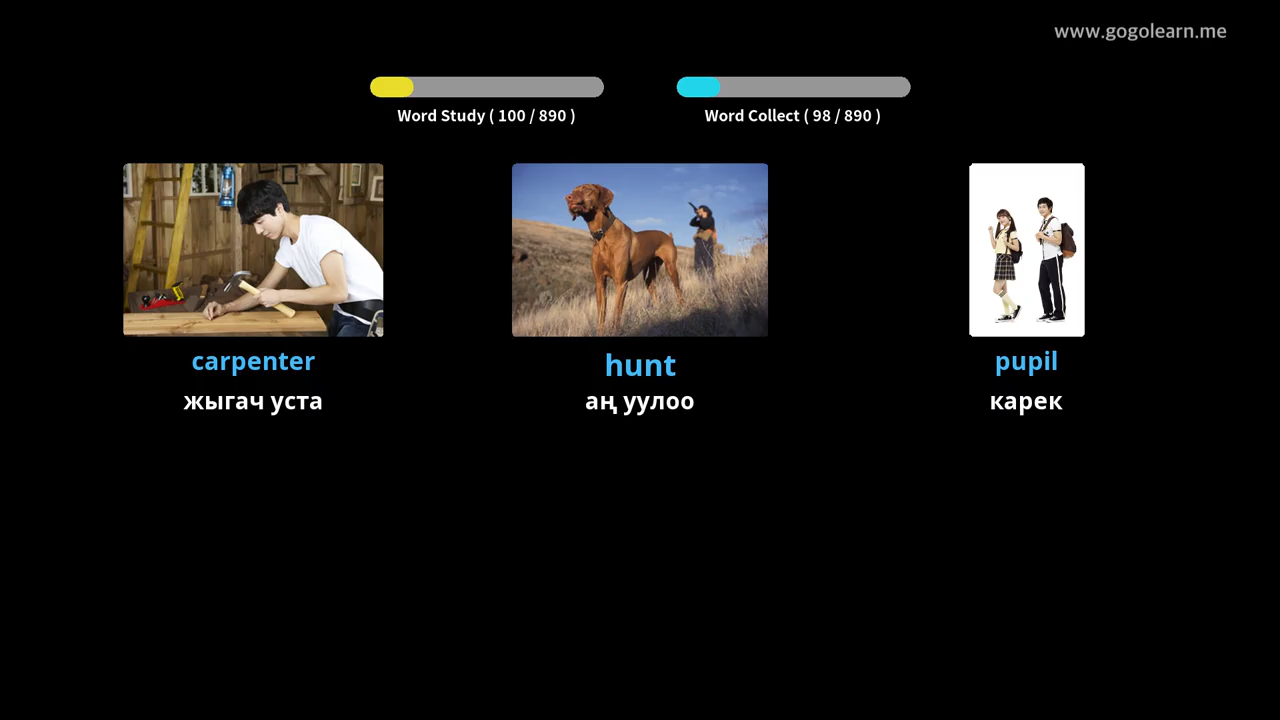 www.gogolearn.me
Word Study ( 100 / 890 )
Word Collect ( 98 / 890 )
carpenter
жыгач уста
hunt
аң уулоо
pupil
карек